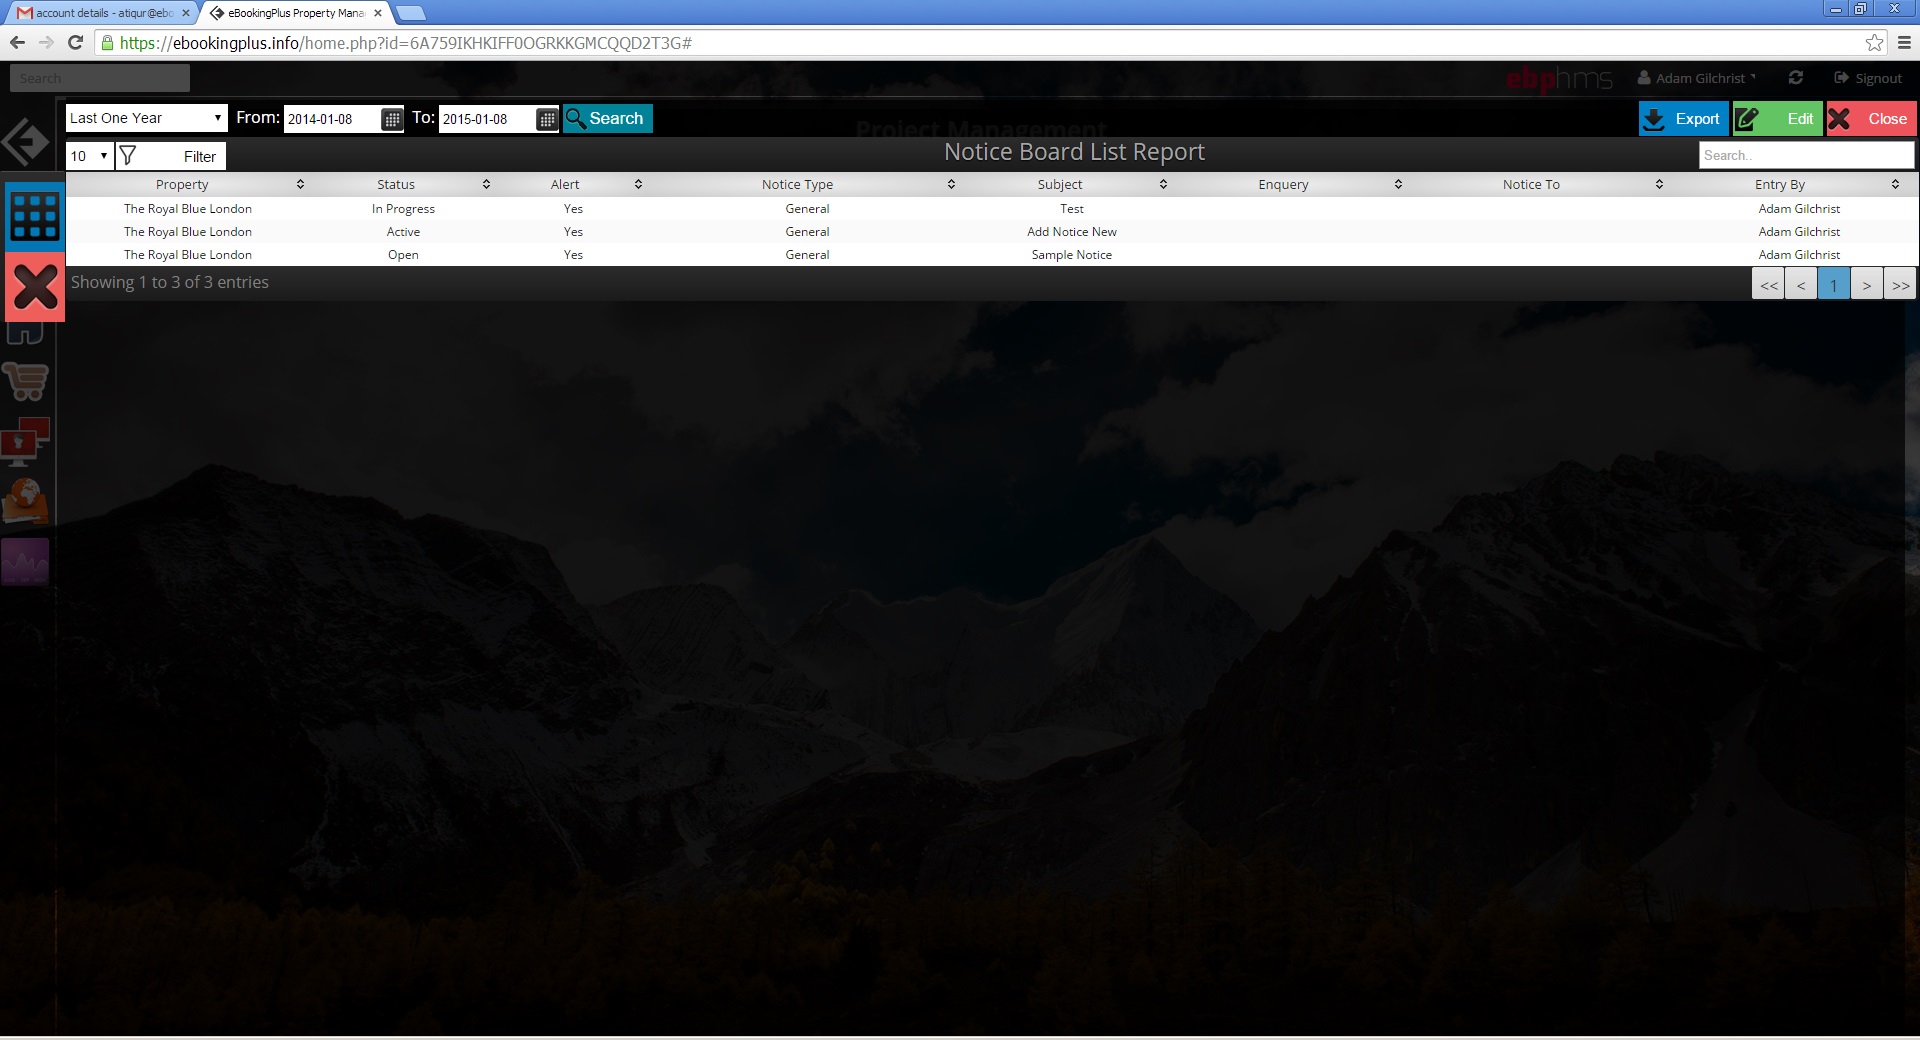 account details - atiqur@ebo
eBookingPlus Property Mana
https://ebookingplus.info/home.php?id=6A759IKHKIFF0OGRKKGMCQQD2T3G#
Search
ebphms
Adam Gilchrist
Signout
Last One Year
From: 2014-01-08
To: 2015-01-08
Search
Export
Edit
Close
Project Management
10
Filter
Notice Board List Report
Search..
Property Status Alert Notice Type Subject Enquery Notice To Entry By
The Royal Blue London In Progress Yes General Test Adam Gilchrist
The Royal Blue London Active Yes General Add Notice New Adam Gilchrist
The Royal Blue London Open Yes General Sample Notice Adam Gilchrist
Showing 1 to 3 of 3 entries
<< < 1 > >>